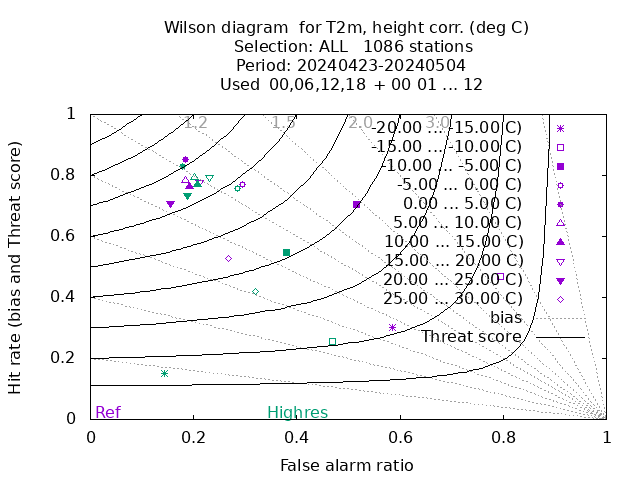 Wilson diagram for T2m, height corr. (deg C)
Selection: ALL 1086 stations
Period: 20240423-20240504
Used 00,06,12,18 + 00 01 ... 12
Hit rate (bias and Threat score)
1
0.8
0.6
0.4
0.2
0
1.2 1.5 2.0 3.0
-20.00 ... -15.00 C)
-15.00 ... -10.00 C)
-10.00 ... -5.00 C)
-5.00 ... 0.00 C)
0.00 ... 5.00 C)
5.00 ... 10.00 C)
10.00 ... 15.00 C)
15.00 ... 20.00 C)
20.00 ... 25.00 C)
25.00 ... 30.00 C)
bias
Threat score
Ref Highres
0 0.2 0.4 0.6 0.8 1
False alarm ratio